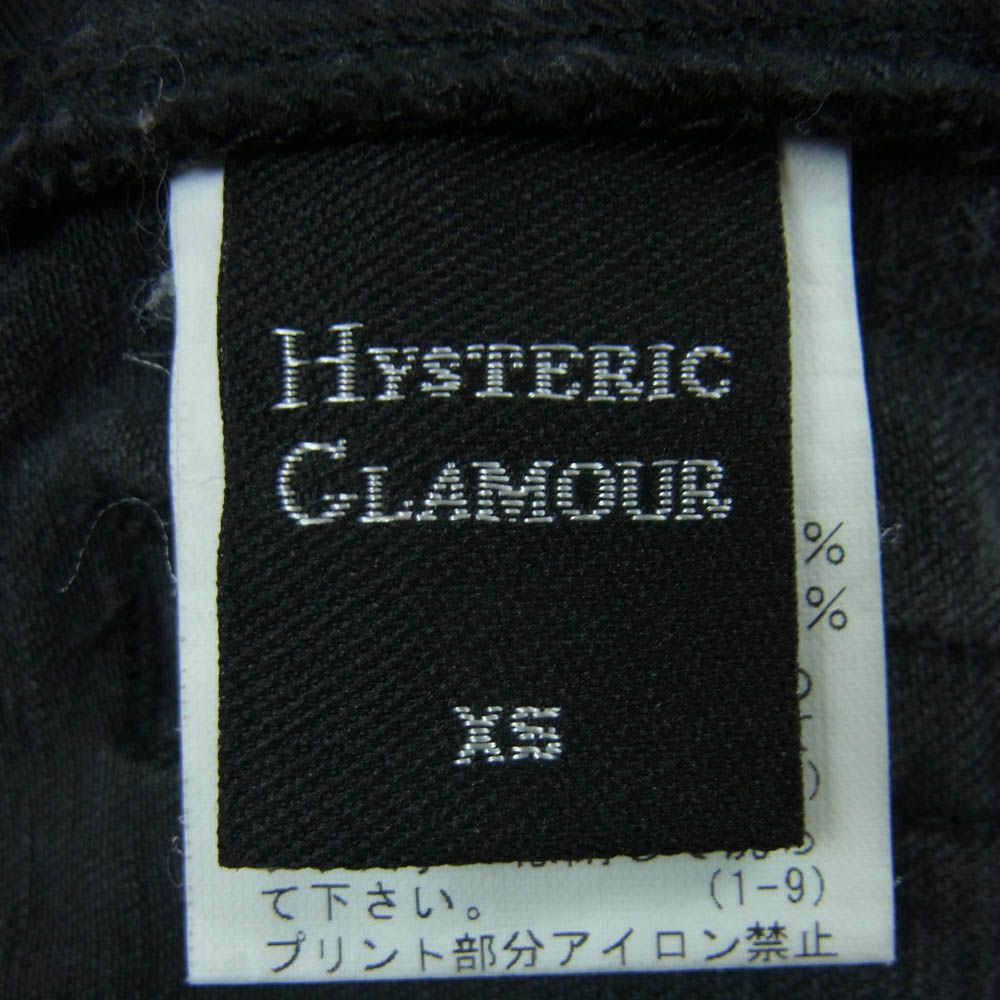 HYSTERIC
GLAMOUR
%
%
XS
て下さい。 (1-9)
プリント部分アイロン禁止